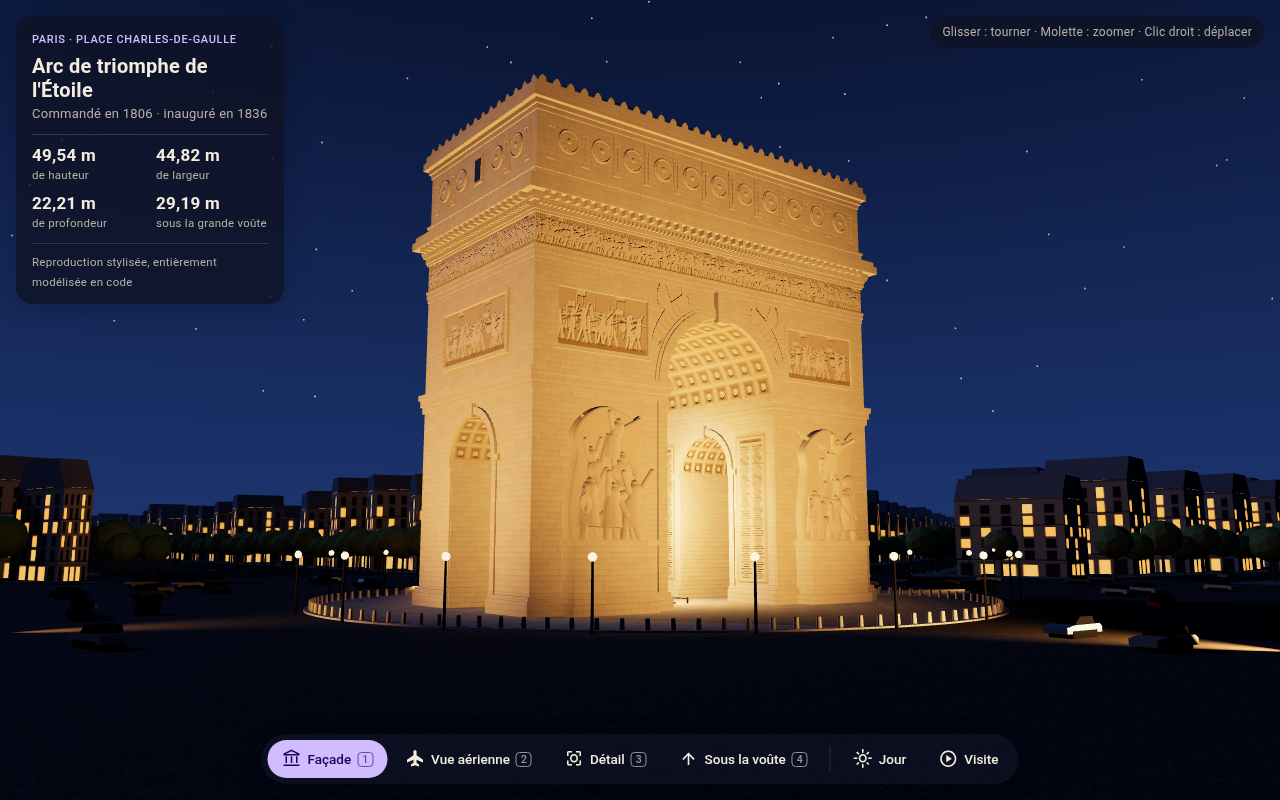 PARIS · PLACE CHARLES-DE-GAULLE
Arc de triomphe de
l'Étoile
Commandé en 1806 · inauguré en 1836
49,54 m
de hauteur
44,82 m
de largeur
22,21 m
de profondeur
29,19 m
sous la grande voûte
Reproduction stylisée, entièrement
modélisée en code
Glisser : tourner · Molette : zoomer · Clic droit : déplacer
Façade 1
Vue aérienne 2
Détail 3
Sous la voûte 4
Jour
Visite